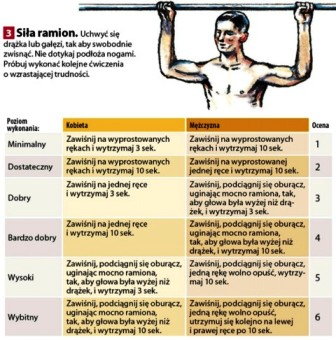 3 Siła ramion. Uchwyć się
drążka lub gałęzi, tak aby swobodnie
zwisnąć. Nie dotykaj podłoża nogami.
Próbuj wykonać kolejne ćwiczenia
o wzrastającej trudności.
Poziom
wykonania: Kobieta Mężczyzna Ocena
Minimalny Zawiśnij na wyprostowanych Zawiśnij na wyprostowanych 1
rękach i wytrzymaj 3 sek. rękach i wytrzymaj 10 sek.
Dostateczny Zawiśnij na wyprostowanych Zawiśnij na wyprostowanej 2
rękach i wytrzymaj 10 sek. jednej ręce i wytrzymaj 10 sek.
Dobry Zawiśnij na jednej ręce Zawiśnij, podciągnij się oburącz, 3
i wytrzymaj 3 sek. uginając mocno ramiona,
tak aby głowa była wyżej niż drą-
żek, i wytrzymaj 3 sek.
Bardzo dobry Zawiśnij na jednej ręce Zawiśnij, podciągnij się oburącz, 4
i wytrzymaj 10 sek. uginając mocno ramiona,
tak, aby głowa była wyżej niż
drążek, i wytrzymaj 10 sek.
Wysoki Zawiśnij, podciągnij się oburącz, Zawiśnij, podciągnij się oburącz, 5
uginając mocno ramiona, jedną rękę wolno opuść, wytrzy-
tak, aby głowa była wyżej niż maj 10 sek.
drążek, i wytrzymaj 3 sek.
Wybitny Zawiśnij, podciągnij się oburącz, Zawiśnij, podciągnij się oburącz, 6
uginając mocno ramiona, jedną rękę wolno opuść,
tak, aby głowa była wyżej niż utrzymuj się kolejno na lewej
drążek, i wytrzymaj 10 sek. i prawej ręce po 10 sek.